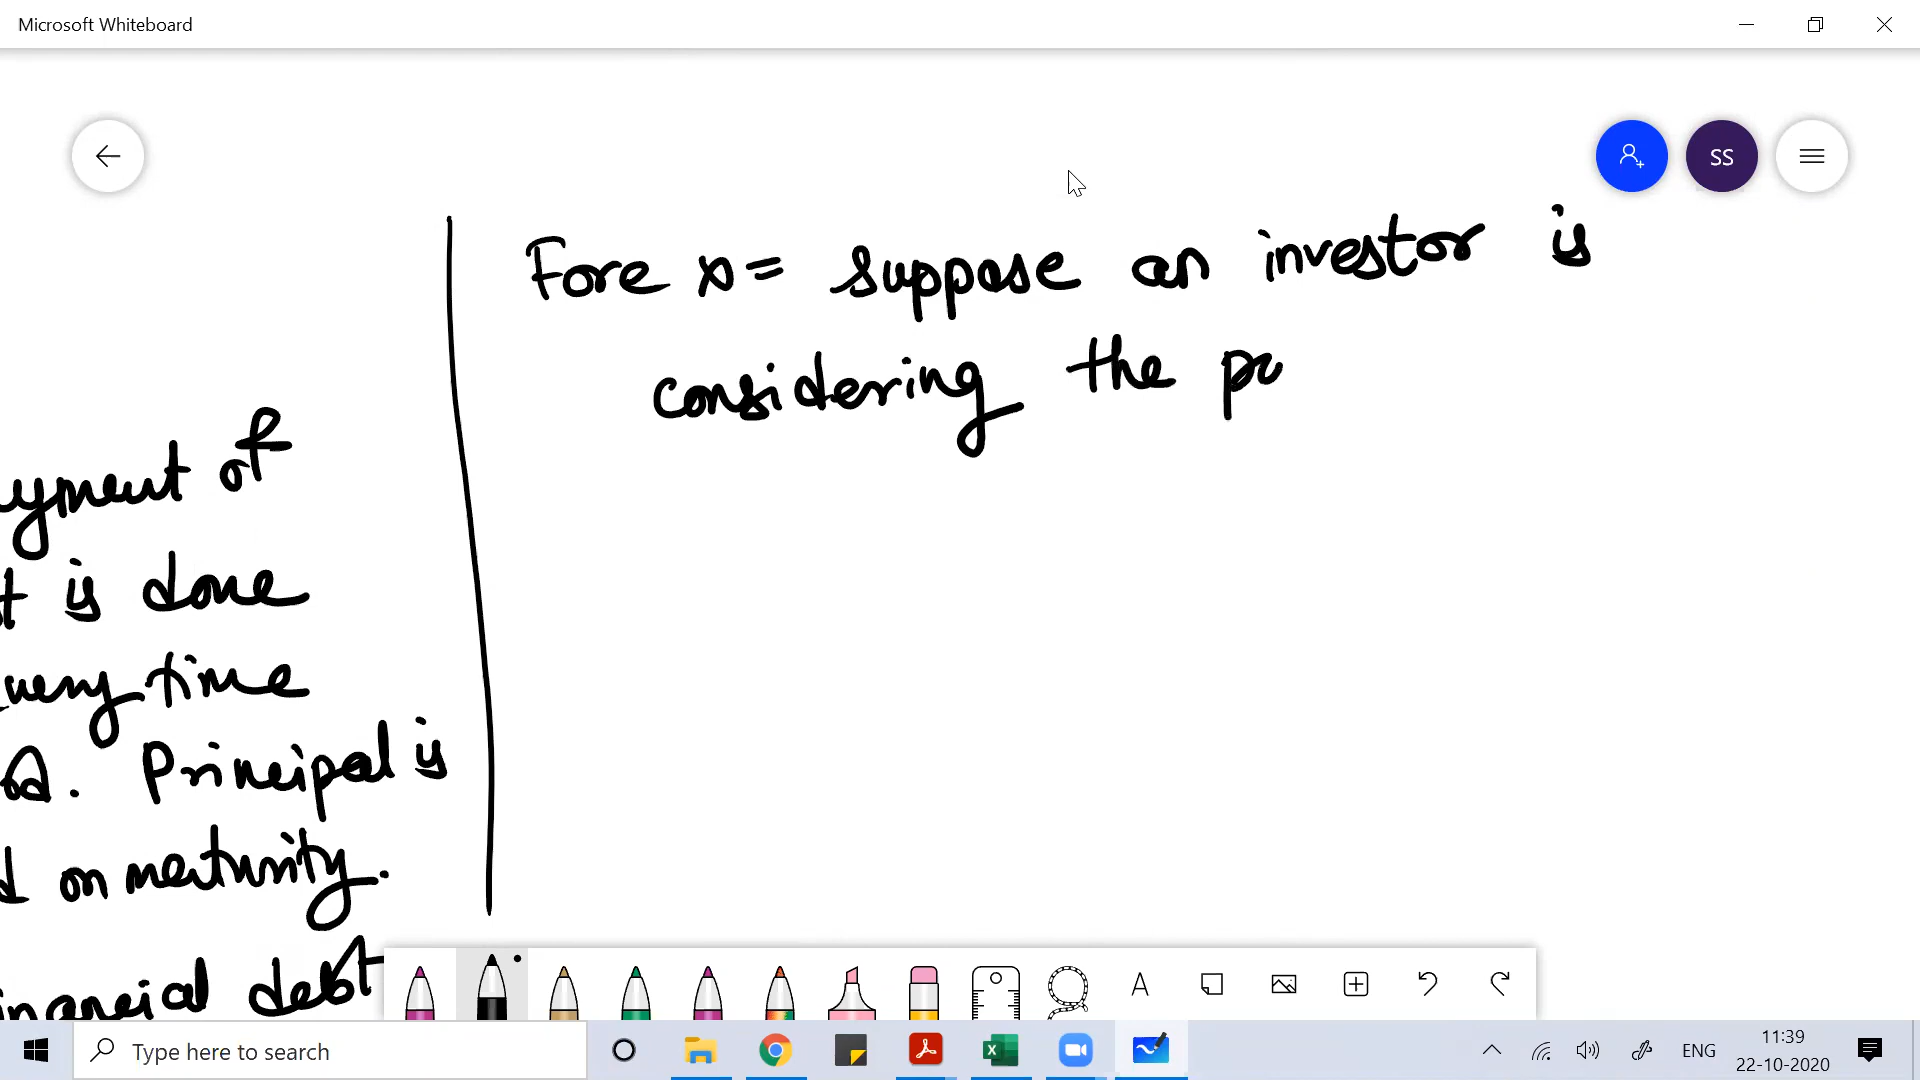 Microsoft Whiteboard
SS
Fore x = suppose an investor is
considering the
yment of
t is done
very time
Principal is
d on maturity.
inancial debt
A
Type here to search
ENG
11:39
22-10-2020